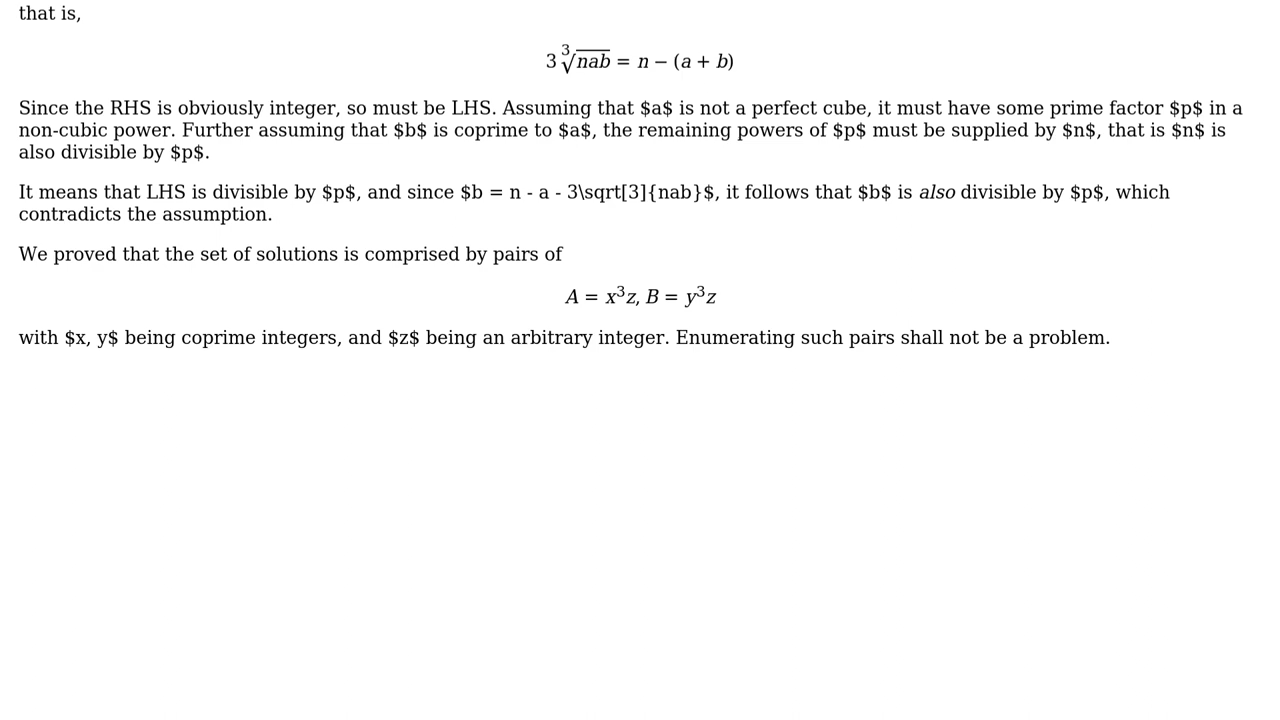 that is,
3∛nab = n − (a + b)
Since the RHS is obviously integer, so must be LHS. Assuming that $a$ is not a perfect cube, it must have some prime factor $p$ in a
non-cubic power. Further assuming that $b$ is coprime to $a$, the remaining powers of $p$ must be supplied by $n$, that is $n$ is
also divisible by $p$.
It means that LHS is divisible by $p$, and since $b = n - a - 3\sqrt[3]{nab}$, it follows that $b$ is also divisible by $p$, which
contradicts the assumption.
We proved that the set of solutions is comprised by pairs of
A = x³z, B = y³z
with $x, y$ being coprime integers, and $z$ being an arbitrary integer. Enumerating such pairs shall not be a problem.